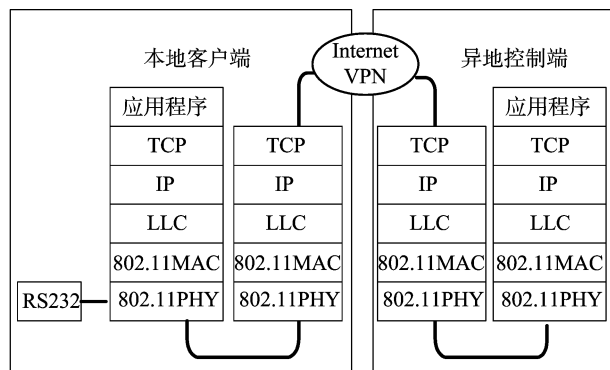 Internet
VPN
本地客户端
异地控制端
应用程序
应用程序
TCP
TCP
TCP
TCP
IP
IP
IP
IP
LLC
LLC
LLC
LLC
802.11MAC
802.11MAC
802.11MAC
802.11MAC
RS232
802.11PHY
802.11PHY
802.11PHY
802.11PHY